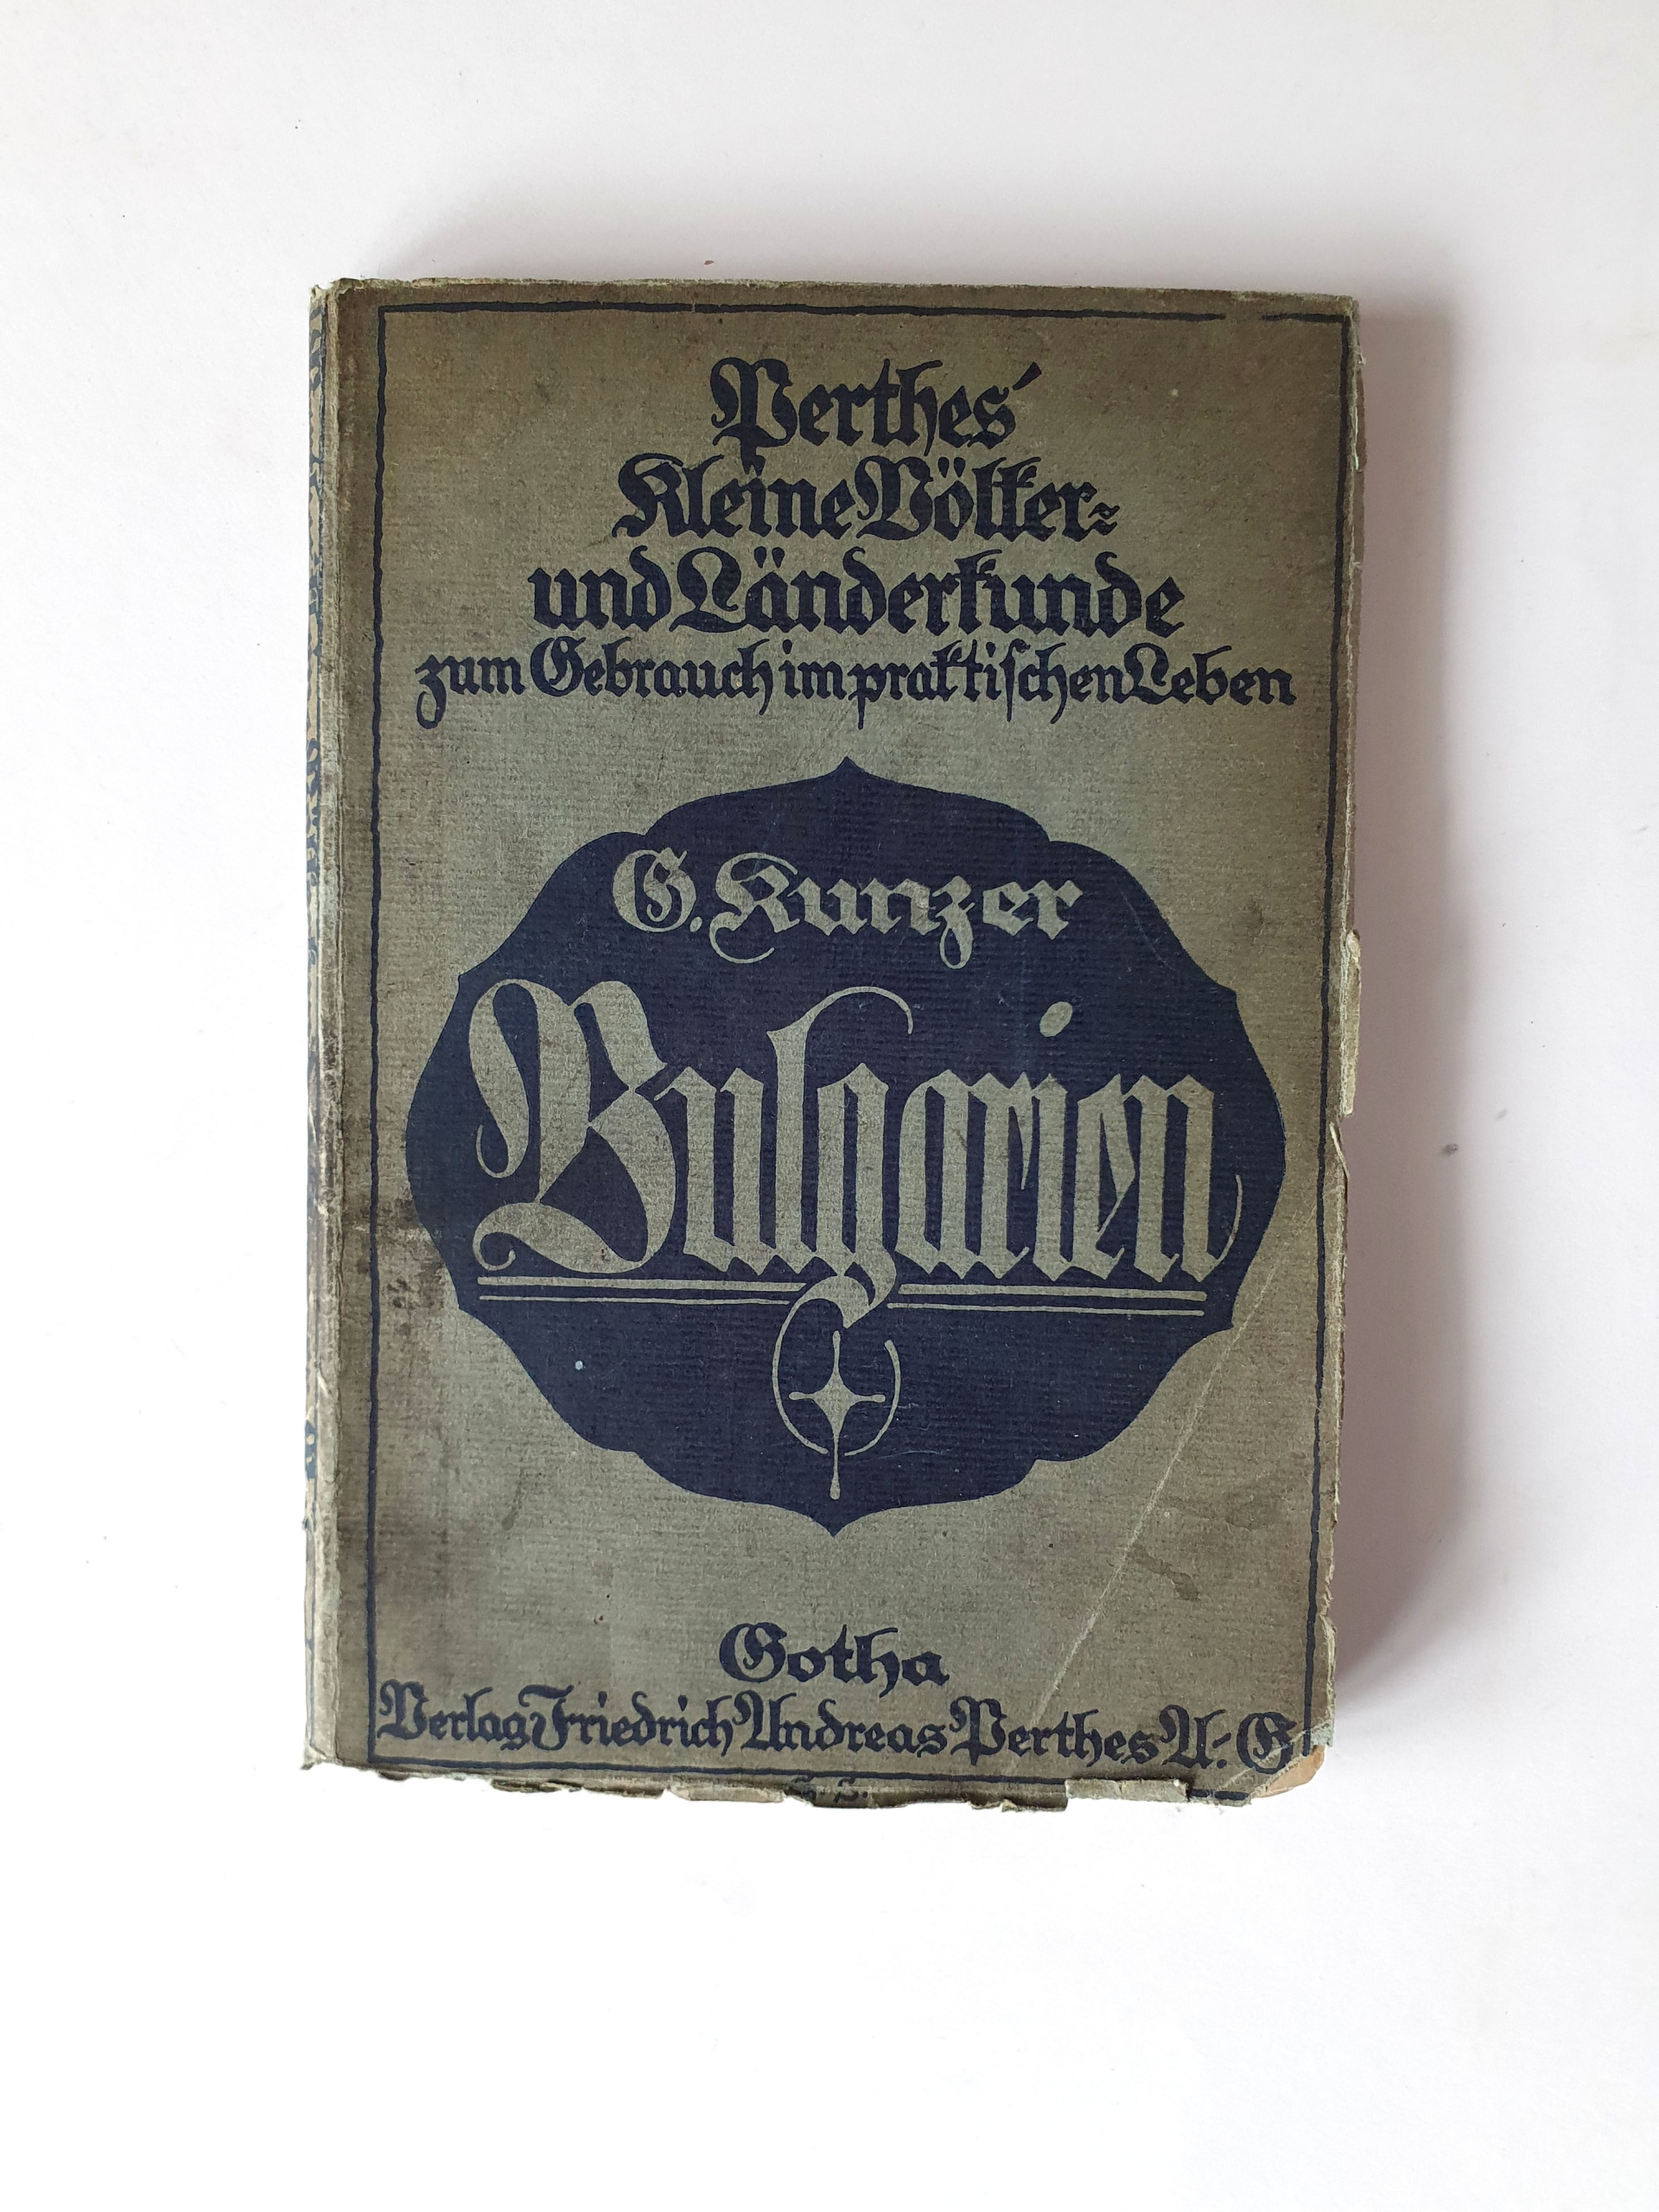 Perthes'
Kleine Völker-
und Länderkunde
zum Gebrauch im praktischen Leben
G. Kunzer
Bulgarien
Gotha
Verlag Friedrich Andreas Perthes A.-G.